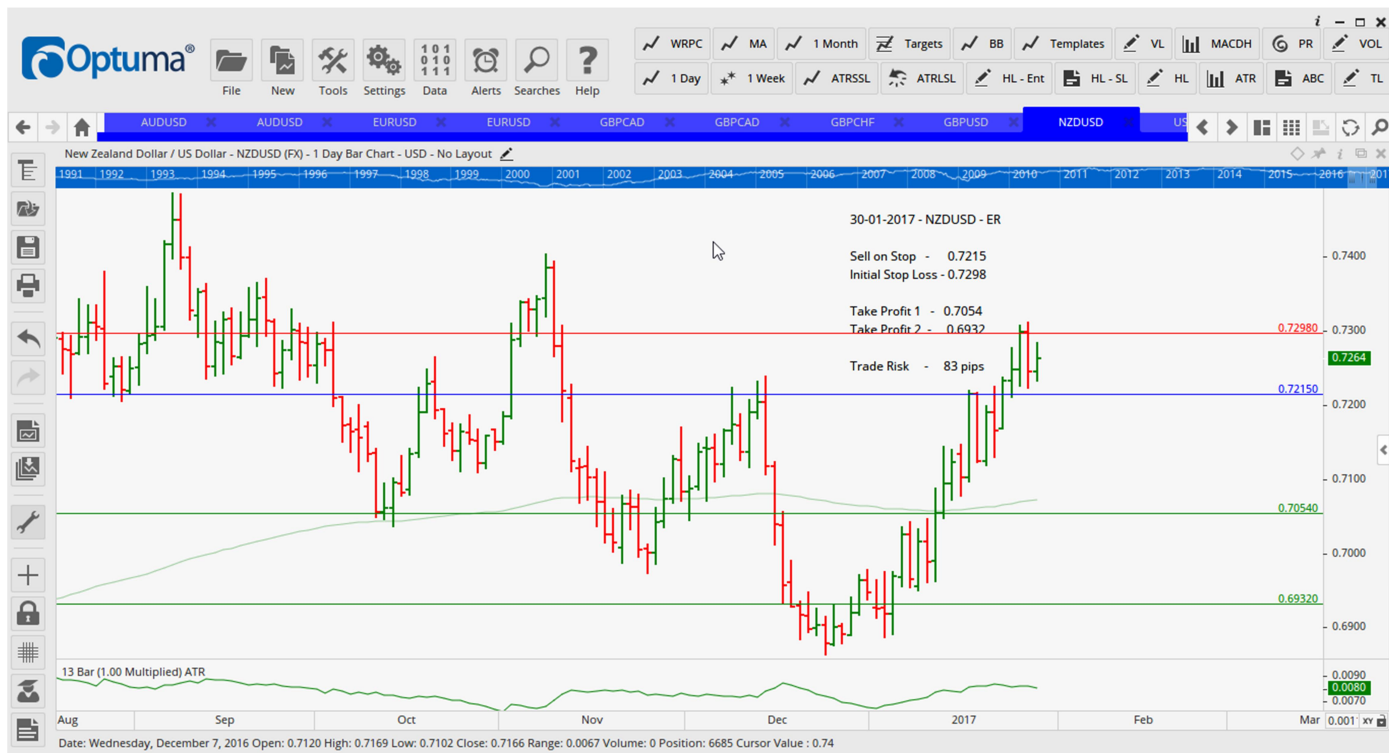 i
Optuma®
File
New
Tools
Settings
Data
Alerts
Searches
Help
WRPC
MA
1 Month
Targets
BB
Templates
VL
MACDH
PR
VOL
1 Day
1 Week
ATRSSL
ATRLSL
HL - Ent
HL - SL
HL
ATR
ABC
TL
AUDUSD
AUDUSD
EURUSD
EURUSD
GBPCAD
GBPCAD
GBPCHF
GBPUSD
NZDUSD
US
New Zealand Dollar / US Dollar - NZDUSD (FX) - 1 Day Bar Chart - USD - No Layout
1991 1992 1993 1994 1995 1996 1997 1998 1999 2000 2001 2002 2003 2004 2005 2006 2007 2008 2009 2010 2011 2012 2013 2014 2015 2016 201
30-01-2017 - NZDUSD - ER
Sell on Stop - 0.7215
Initial Stop Loss - 0.7298
Take Profit 1 - 0.7054
Take Profit 2 - 0.6932
Trade Risk - 83 pips
0.7400
0.72980
0.7300
0.7264
0.72150
0.7200
0.7100
0.70540
0.7000
0.69320
0.6900
13 Bar (1.00 Multiplied) ATR
0.0090
0.0080
0.0070
Aug Sep Oct Nov Dec 2017 Feb Mar
0.001 XY
Date: Wednesday, December 7, 2016 Open: 0.7120 High: 0.7169 Low: 0.7102 Close: 0.7166 Range: 0.0067 Volume: 0 Position: 6685 Cursor Value : 0.74